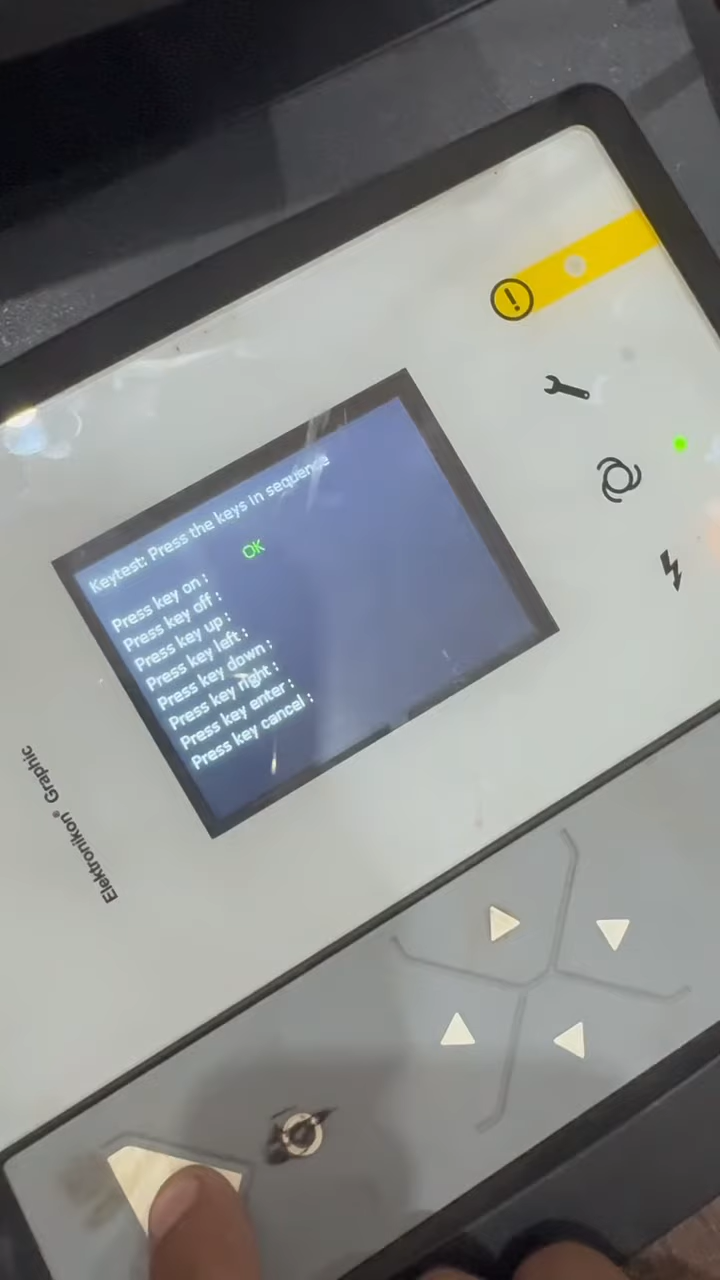 Keytest: Press the keys in sequence
OK
Press key on :
Press key off :
Press key up :
Press key left :
Press key down :
Press key right :
Press key enter :
Press key cancel :
Elektronikon® Graphic